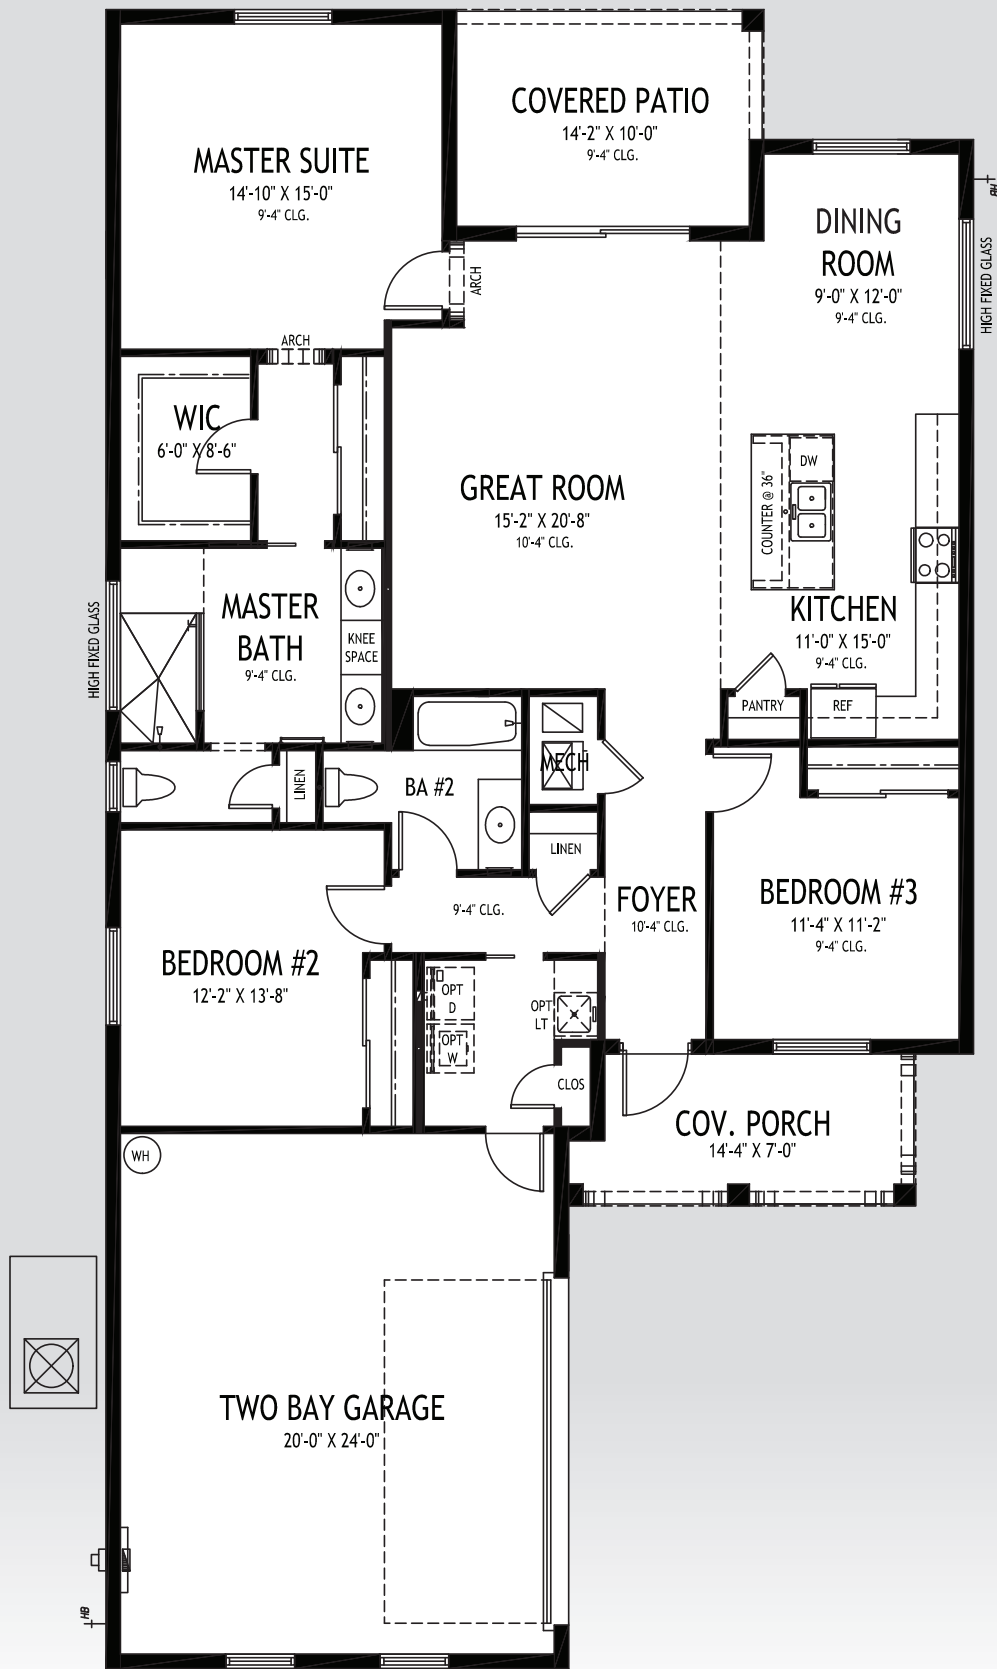 COVERED PATIO
14'-2" X 10'-0"
9'-4" CLG.
MASTER SUITE
14'-10" X 15'-0"
9'-4" CLG.
DINING
ROOM
9'-0" X 12'-0"
9'-4" CLG.
HB
HIGH FIXED GLASS
ARCH
ARCH
WIC
6'-0" X 8'-6"
GREAT ROOM
15'-2" X 20'-8"
10'-4" CLG.
DW
COUNTER @ 36"
KITCHEN
11'-0" X 15'-0"
9'-4" CLG.
HIGH FIXED GLASS
MASTER
BATH
9'-4" CLG.
KNEE
SPACE
PANTRY
REF
MECH
BA #2
LINEN
LINEN
FOYER
10'-4" CLG.
9'-4" CLG.
BEDROOM #3
11'-4" X 11'-2"
9'-4" CLG.
BEDROOM #2
12'-2" X 13'-8"
OPT
D
OPT
W
OPT
LT
CLOS
COV. PORCH
14'-4" X 7'-0"
WH
TWO BAY GARAGE
20'-0" X 24'-0"
HB